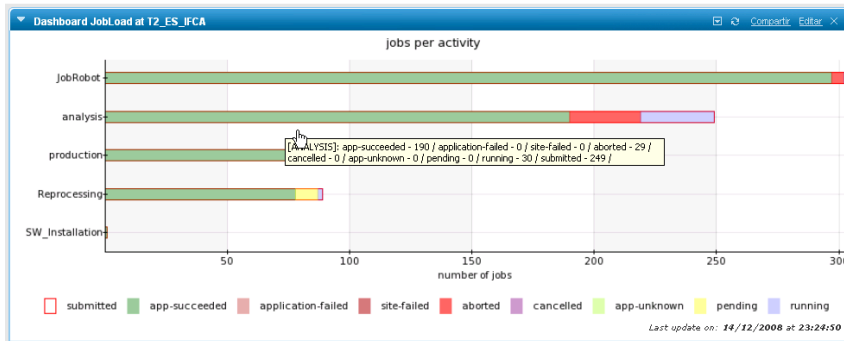 Dashboard JobLoad at T2_ES_IFCA Compartir Editar
jobs per activity
JobRobot
analysis
[ANALYSIS]: app-succeeded - 190 / application-failed - 0 / site-failed - 0 / aborted - 29 /
production
cancelled - 0 / app-unknown - 0 / pending - 0 / running - 30 / submitted - 249 /
Reprocessing
SW_Installation
50 100 150 200 250 300
number of jobs
submitted app-succeeded application-failed site-failed aborted cancelled app-unknown pending running
Last update on: 14/12/2008 at 23:24:50